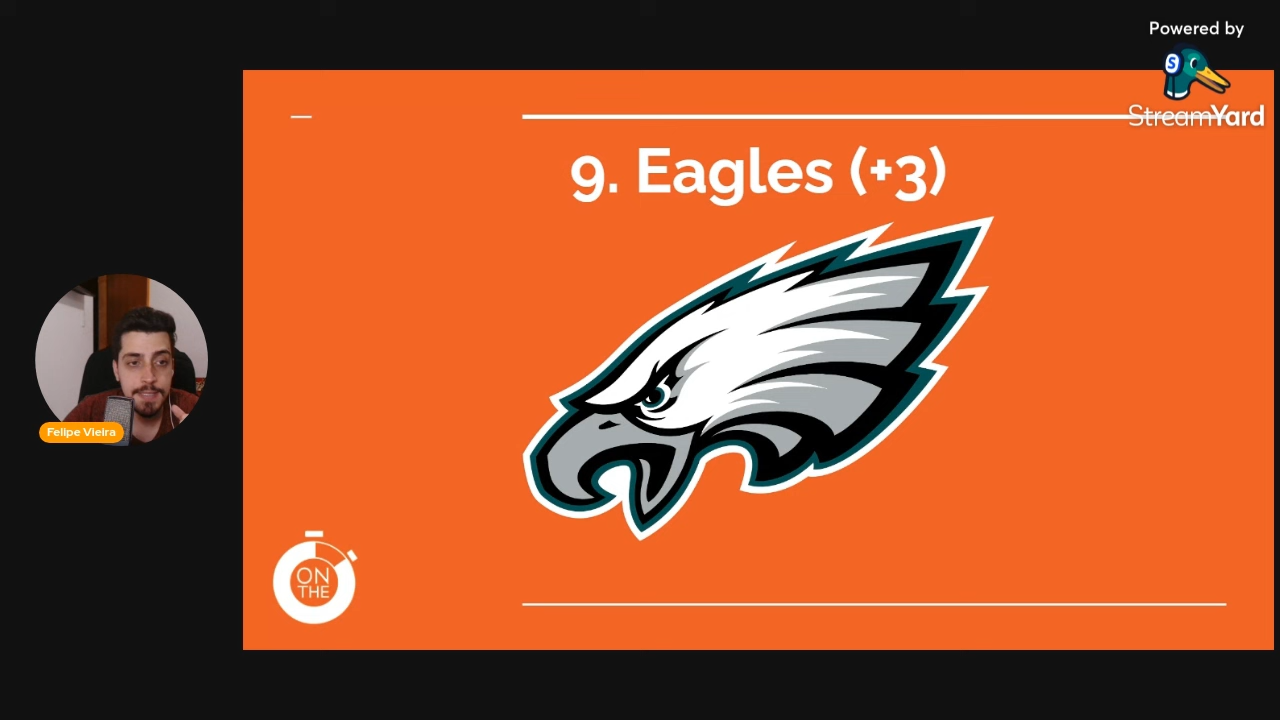 Powered by
StreamYard
S
9. Eagles (+3)
Felipe Vieira
ON
THE